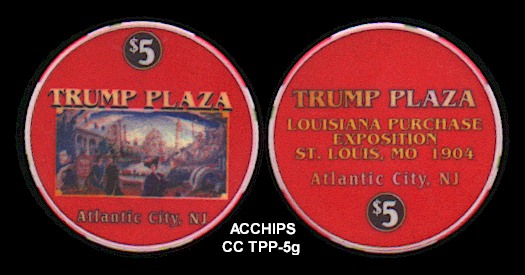 $5
TRUMP PLAZA
Atlantic City, NJ
TRUMP PLAZA
LOUISIANA PURCHASE
EXPOSITION
ST. LOUIS, MO 1904
Atlantic City, NJ
$5
ACCHIPS
CC TPP-5g